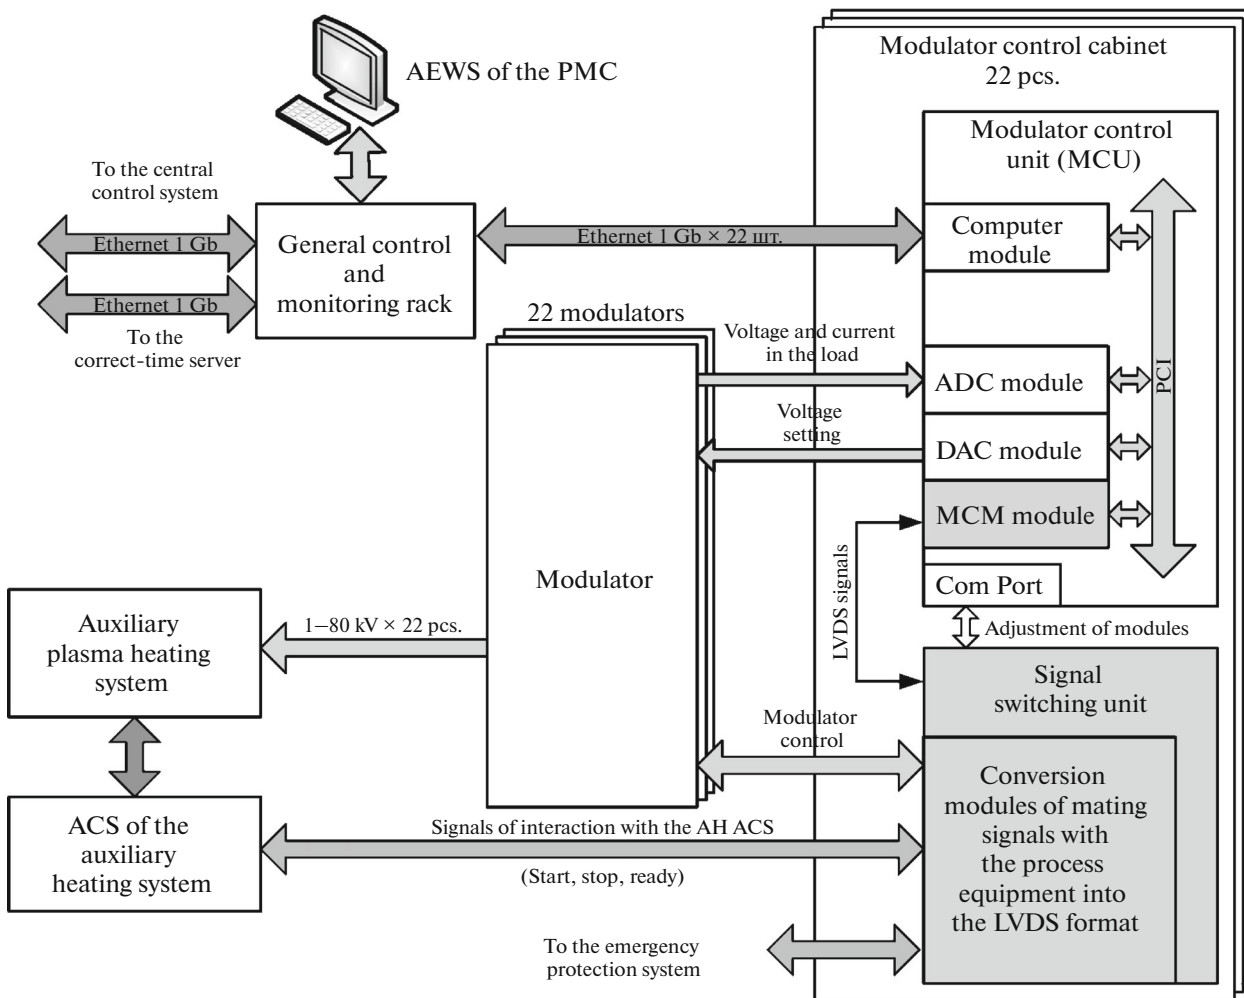 AEWS of the PMC
Modulator control cabinet
22 pcs.
Modulator control
unit (MCU)
To the central
control system
Ethernet 1 Gb
Ethernet 1 Gb
To the
correct-time server
General control
and
monitoring rack
Ethernet 1 Gb × 22 шт.
Computer
module
22 modulators
Voltage and current
in the load
ADC module
PCI
Voltage
setting
DAC module
MCM module
LVDS signals
Modulator
Com Port
Adjustment of modules
Auxiliary
plasma heating
system
1–80 kV × 22 pcs.
Signal
switching unit
Modulator
control
Conversion
modules of mating
signals with
the process
equipment into
the LVDS format
ACS of the
auxiliary
heating system
Signals of interaction with the AH ACS
(Start, stop, ready)
To the emergency
protection system